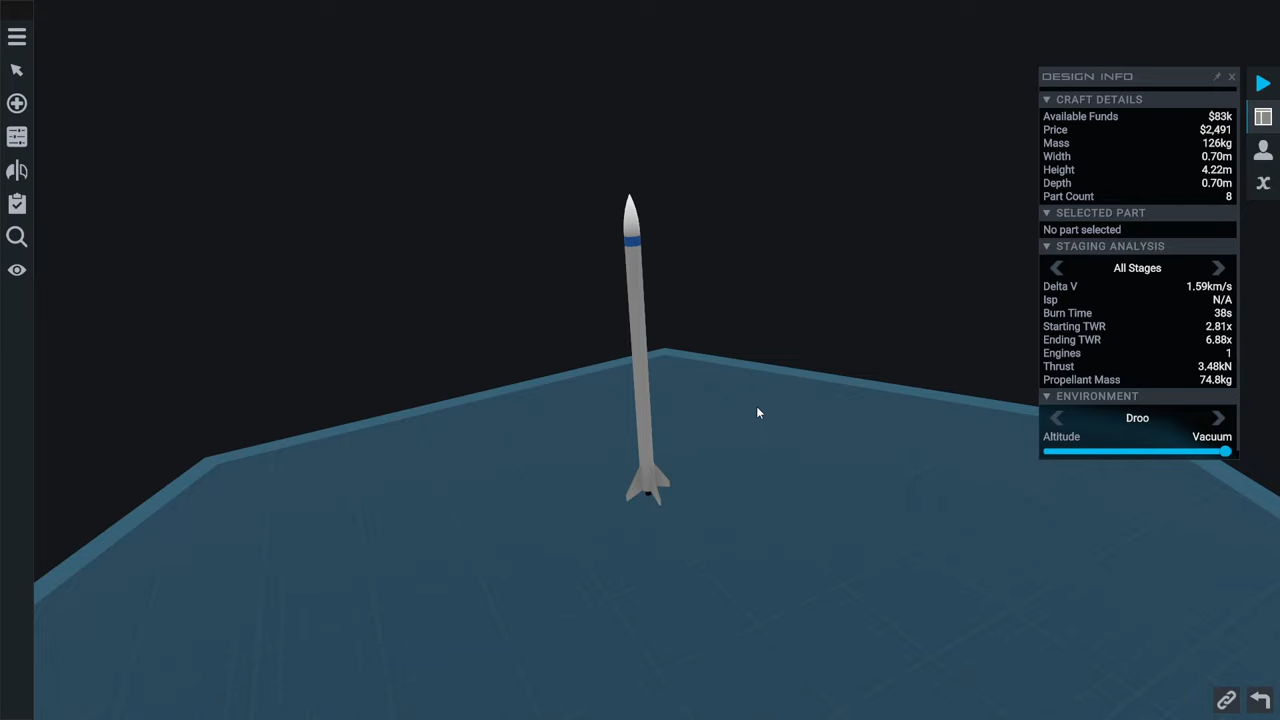 DESIGN INFO
CRAFT DETAILS
Available Funds $83k
Price $2,491
Mass 126kg
Width 0.70m
Height 4.22m
Depth 0.70m
Part Count 8
SELECTED PART
No part selected
STAGING ANALYSIS
All Stages
Delta V 1.59km/s
Isp N/A
Burn Time 38s
Starting TWR 2.81x
Ending TWR 6.88x
Engines 1
Thrust 3.48kN
Propellant Mass 74.8kg
ENVIRONMENT
Droo
Altitude Vacuum